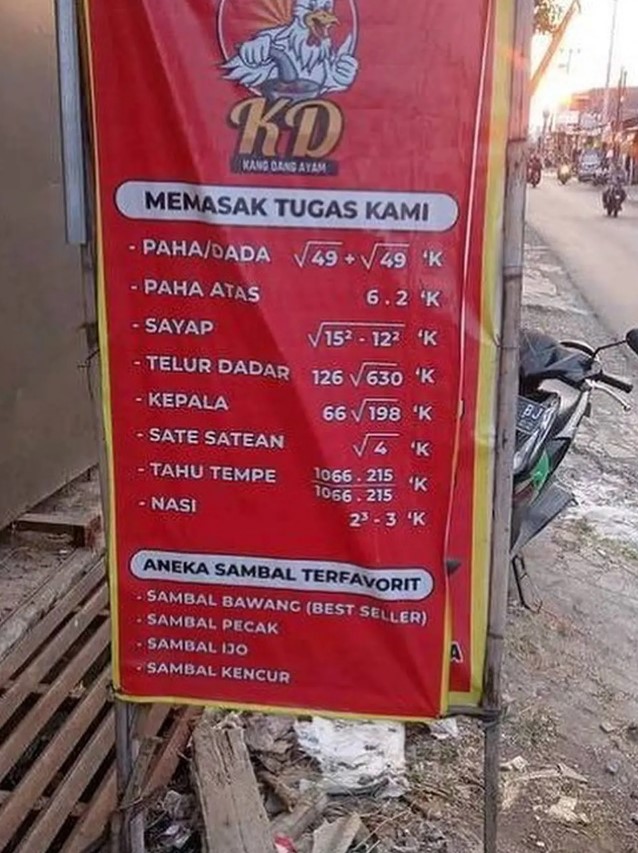 KD
KANG DANG AYAM
MEMASAK TUGAS KAMI
- PAHA/DADA √49 + √49 'K
- PAHA ATAS 6 . 2 'K
- SAYAP √15² - 12² 'K
- TELUR DADAR 126 √630 'K
- KEPALA 66 √198 'K
- SATE SATEAN √4 'K
- TAHU TEMPE 1066 . 215 / 1066 . 215 'K
- NASI 2³ - 3 'K
ANEKA SAMBAL TERFAVORIT
- SAMBAL BAWANG (BEST SELLER)
- SAMBAL PECAK
- SAMBAL IJO
- SAMBAL KENCUR
A
BJ